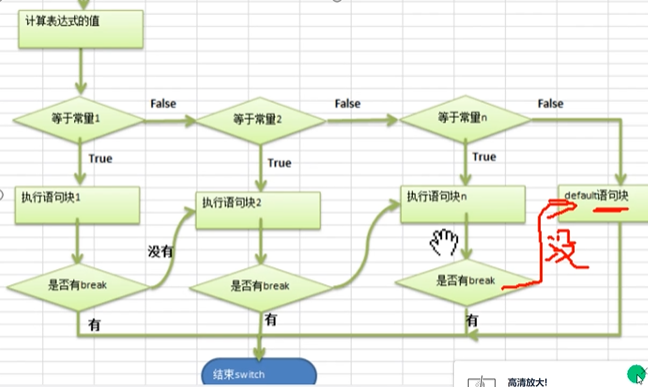 计算表达式的值
False
False
False
等于常量1
等于常量2
等于常量n
True
True
True
执行语句块1
执行语句块2
执行语句块n
default语句块
没有
没
是否有break
是否有break
是否有break
有
有
有
结束switch
高清放大!